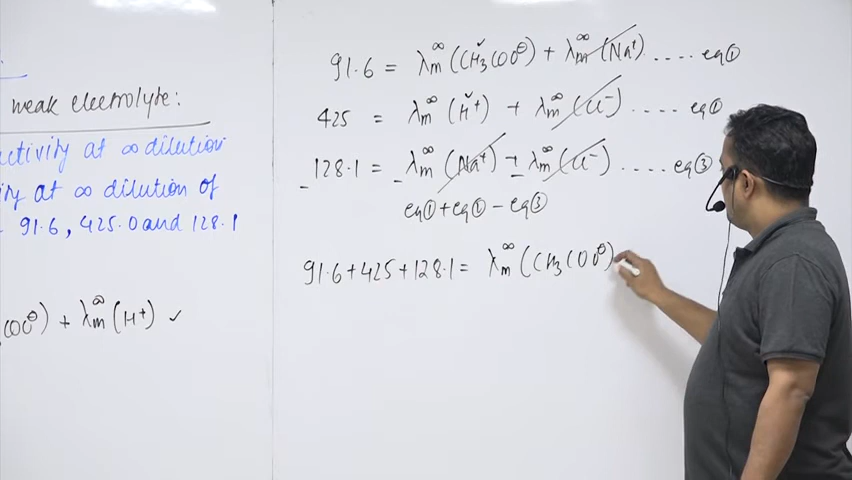 weak electrolyte:
ctivity at ∞ dilution
ity at ∞ dilution of
91.6, 425.0 and 128.1
COO⊖) + λm∞ (H+) ✓
91.6 = λm∞ (CH3COO⊖) + λm∞ (Na+) ..... eq①
425 = λm∞ (H+) + λm∞ (Cl−) ..... eq
-128.1 = -λm∞ (Na+) + λm∞ (Cl−) ..... eq③
eq① + eq② − eq③
91.6+425+128.1 = λm∞ (CH3COO⊖)